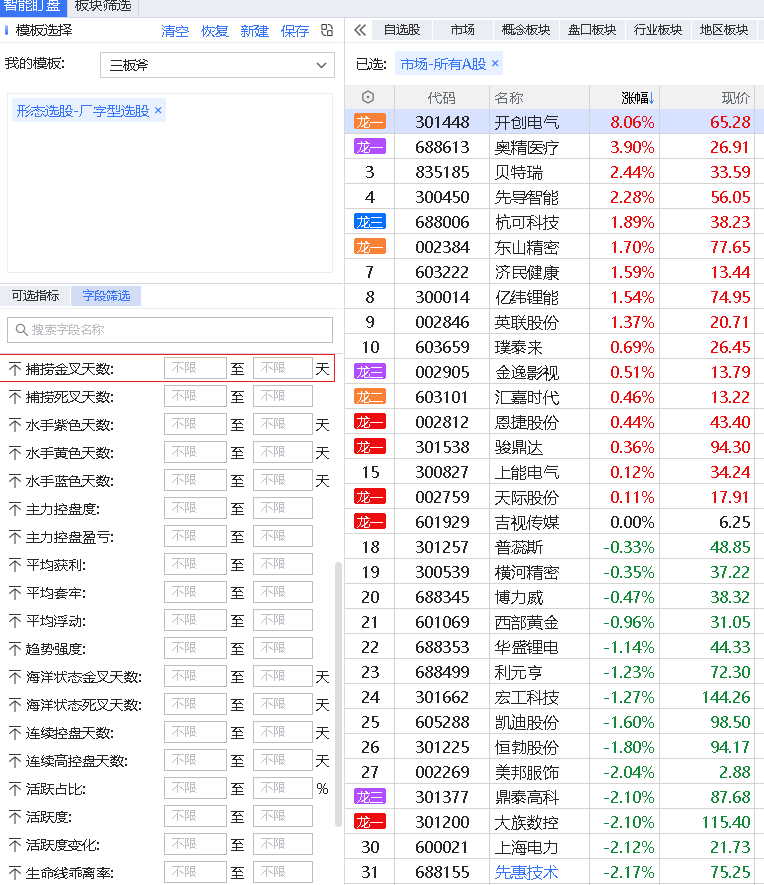 智能盯盘 板块筛选
模板选择 清空 恢复 新建 保存
我的模板: 三板斧
形态选股-厂字型选股 ×
可选指标 字段筛选
搜索字段名称
捕捞金叉天数: 不限 至 不限 天
捕捞死叉天数: 不限 至 不限
水手紫色天数: 不限 至 不限 天
水手黄色天数: 不限 至 不限 天
水手蓝色天数: 不限 至 不限 天
主力控盘度: 不限 至 不限
主力控盘盈亏: 不限 至 不限
平均获利: 不限 至 不限
平均套牢: 不限 至 不限
平均浮动: 不限 至 不限
趋势强度: 不限 至 不限
海洋状态金叉天数: 不限 至 不限 天
海洋状态死叉天数: 不限 至 不限 天
连续控盘天数: 不限 至 不限 天
连续高控盘天数: 不限 至 不限 天
活跃占比: 不限 至 不限 %
活跃度: 不限 至 不限
活跃度变化: 不限 至 不限
生命线乖离率: 不限 至 不限
自选股 市场 概念板块 盘口板块 行业板块 地区板块
已选: 市场-所有A股 ×
代码 名称 涨幅↓ 现价
龙一 301448 开创电气 8.06% 65.28
龙一 688613 奥精医疗 3.90% 26.91
3 835185 贝特瑞 2.44% 33.59
4 300450 先导智能 2.28% 56.05
龙三 688006 杭可科技 1.89% 38.23
龙一 002384 东山精密 1.70% 77.65
7 603222 济民健康 1.59% 13.44
8 300014 亿纬锂能 1.54% 74.95
9 002846 英联股份 1.37% 20.71
10 603659 璞泰来 0.69% 26.45
龙三 002905 金逸影视 0.51% 13.79
龙二 603101 汇嘉时代 0.46% 13.22
龙一 002812 恩捷股份 0.44% 43.40
龙一 301538 骏鼎达 0.36% 94.30
15 300827 上能电气 0.12% 34.24
龙一 002759 天际股份 0.11% 17.91
龙一 601929 吉视传媒 0.00% 6.25
18 301257 普蕊斯 -0.33% 48.85
19 300539 横河精密 -0.35% 37.22
20 688345 博力威 -0.47% 38.32
21 601069 西部黄金 -0.96% 31.05
22 688353 华盛锂电 -1.14% 44.33
23 688499 利元亨 -1.23% 72.30
24 301662 宏工科技 -1.27% 144.26
25 605288 凯迪股份 -1.60% 98.50
26 301225 恒勃股份 -1.80% 94.17
27 002269 美邦服饰 -2.04% 2.88
龙三 301377 鼎泰高科 -2.10% 87.68
龙一 301200 大族数控 -2.10% 115.40
30 600021 上海电力 -2.12% 21.73
31 688155 先惠技术 -2.17% 75.25